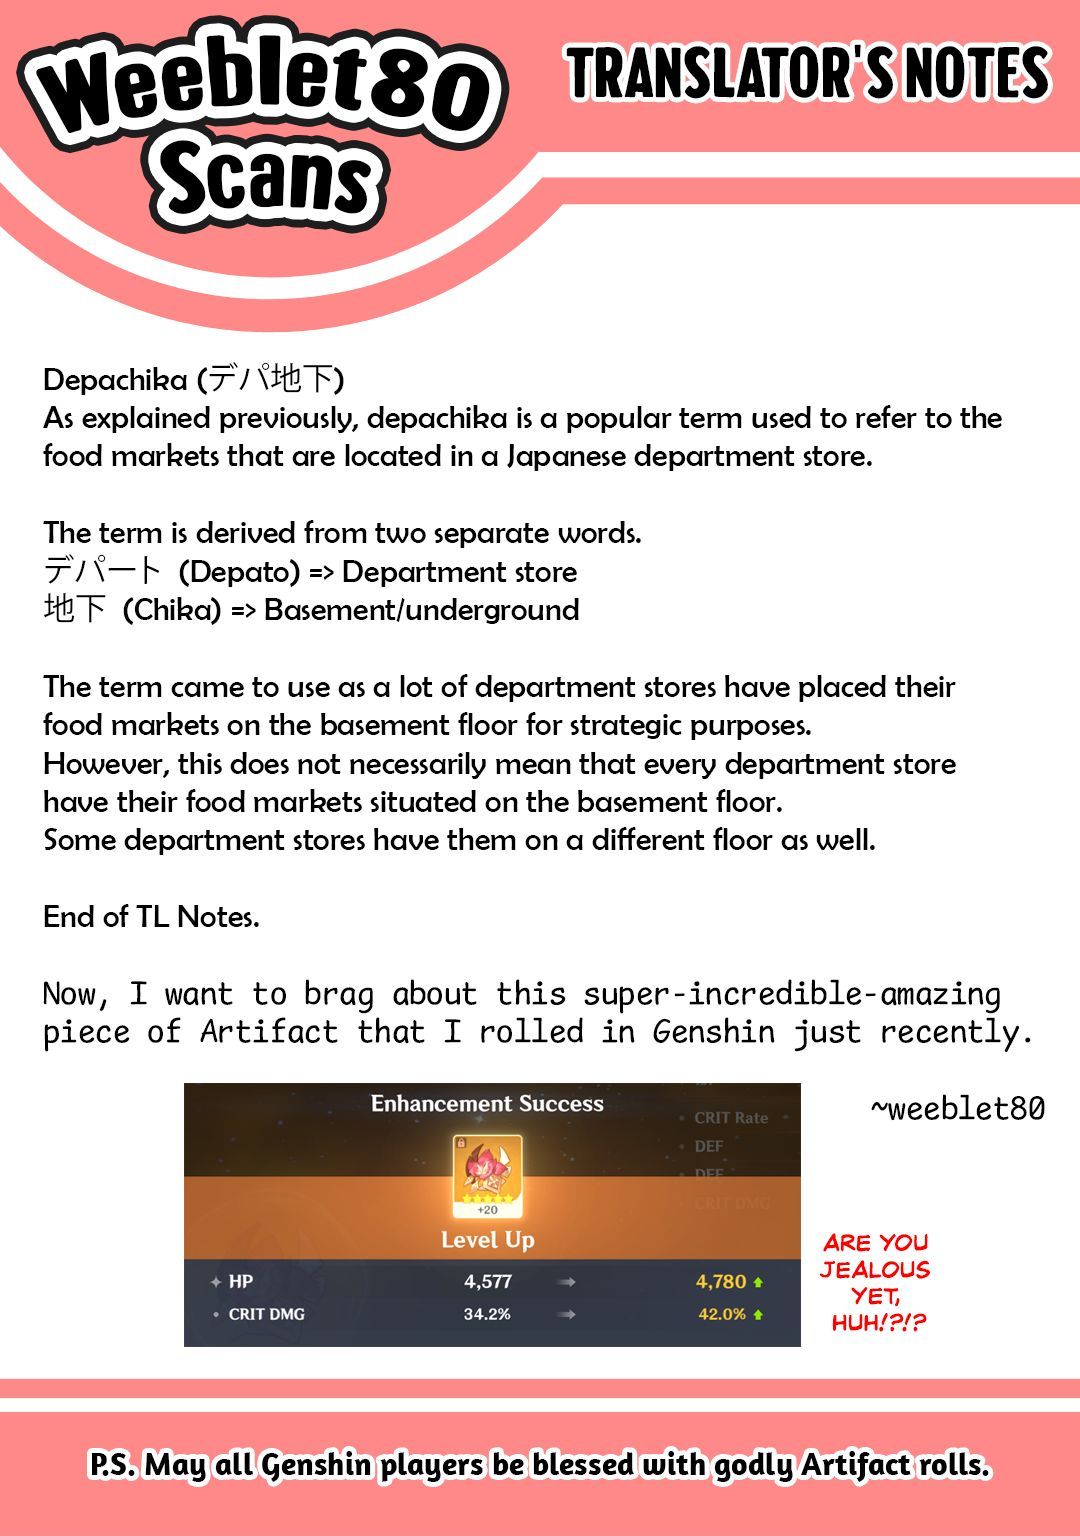 Weeblet80
Scans
TRANSLATOR'S NOTES
Depachika (デパ地下)
As explained previously, depachika is a popular term used to refer to the
food markets that are located in a Japanese department store.
The term is derived from two separate words.
デパート (Depato) => Department store
地下 (Chika) => Basement/underground
The term came to use as a lot of department stores have placed their
food markets on the basement floor for strategic purposes.
However, this does not necessarily mean that every department store
have their food markets situated on the basement floor.
Some department stores have them on a different floor as well.
End of TL Notes.
Now, I want to brag about this super-incredible-amazing
piece of Artifact that I rolled in Genshin just recently.
~weeblet80
Enhancement Success
• CRIT Rate
• DEF
• DEF
CRIT DMG
+20
Level Up
HP 4,577 → 4,780
• CRIT DMG 34.2% → 42.0%
ARE YOU
JEALOUS
YET,
HUH!?!?
P.S. May all Genshin players be blessed with godly Artifact rolls.